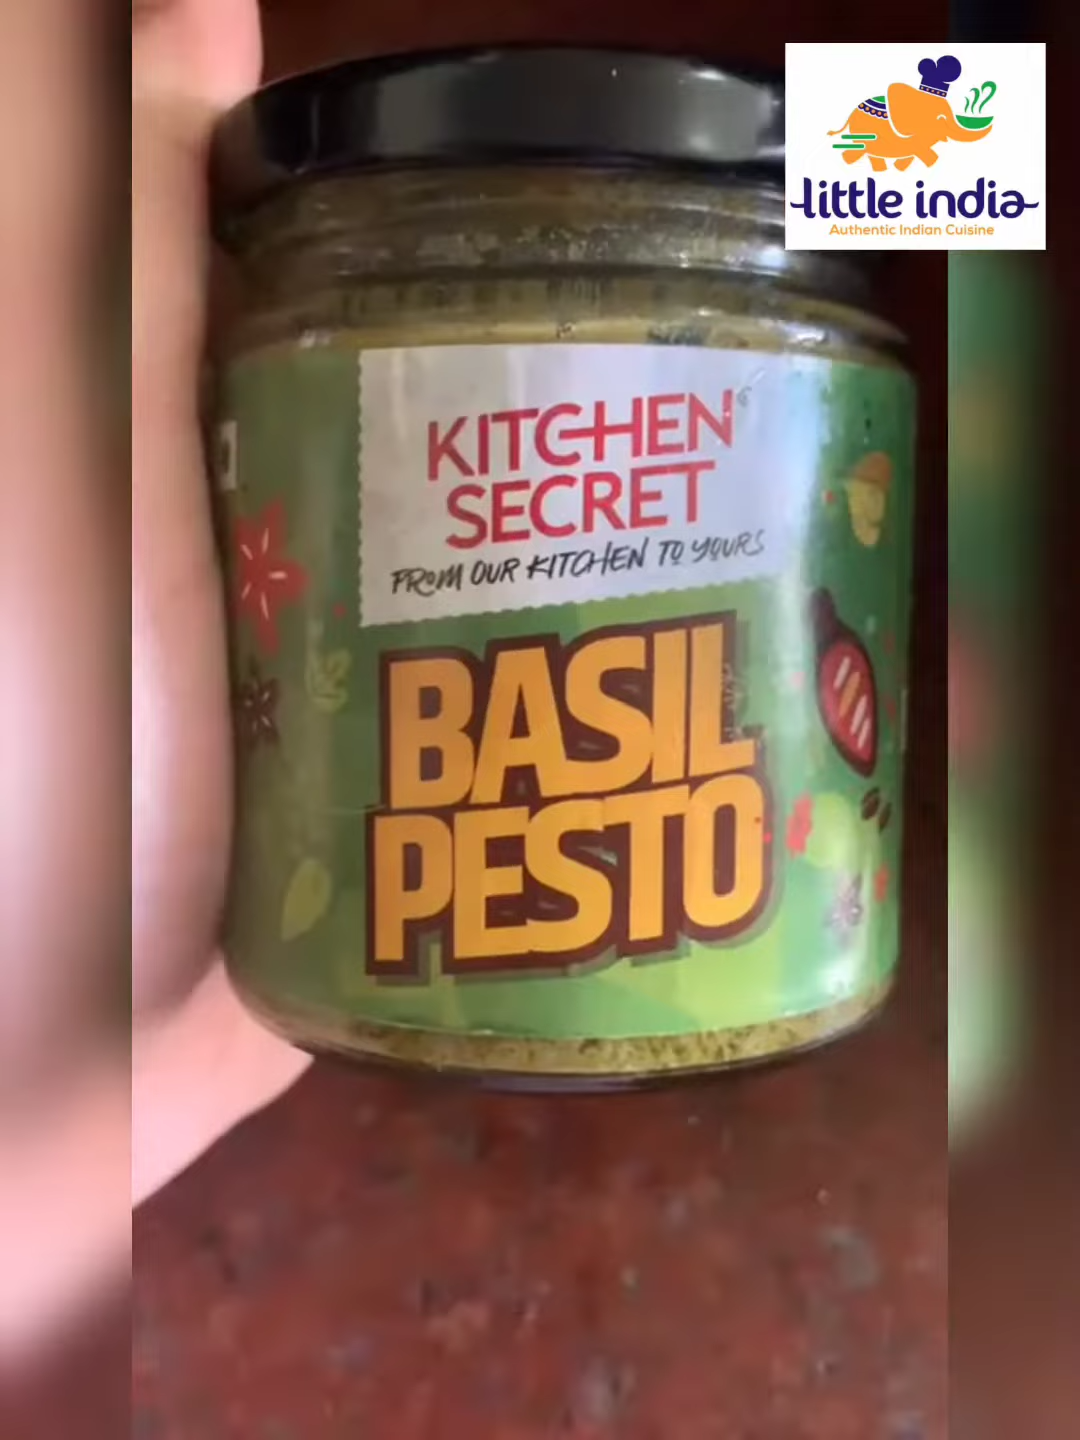 little india
Authentic Indian Cuisine
KITCHEN
SECRET
FROM OUR KITCHEN TO YOURS
BASIL
PESTO